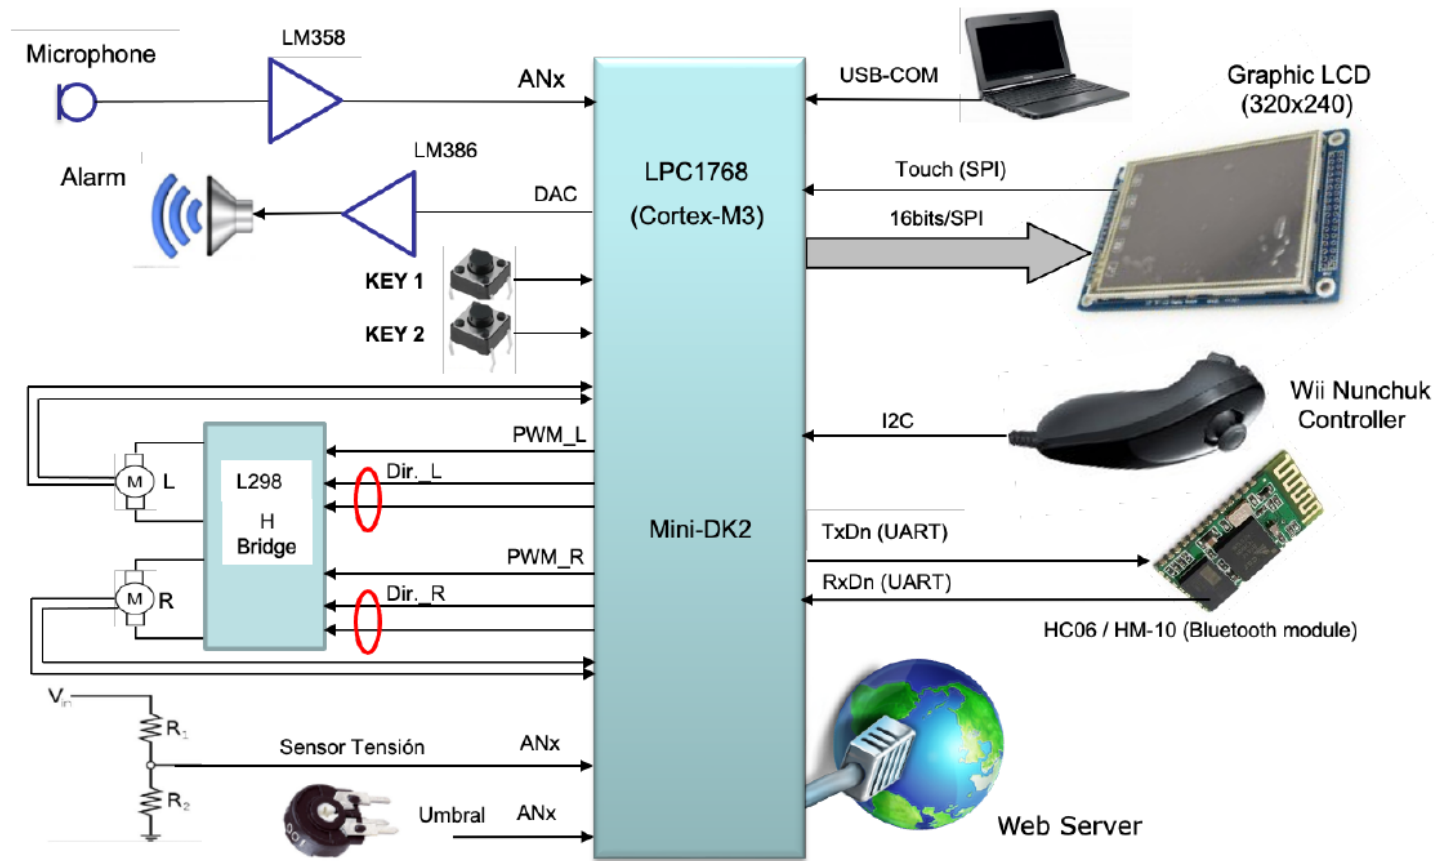 Microphone
LM358
ANx
Alarm
LM386
DAC
KEY 1
KEY 2
L298
H
Bridge
M
L
M
R
PWM_L
Dir._L
PWM_R
Dir._R
Vin
R1
R2
Sensor Tensión
ANx
Umbral
ANx
LPC1768
(Cortex-M3)
Mini-DK2
USB-COM
Graphic LCD
(320x240)
Touch (SPI)
16bits/SPI
I2C
Wii Nunchuk
Controller
TxDn (UART)
RxDn (UART)
HC06 / HM-10 (Bluetooth module)
Web Server